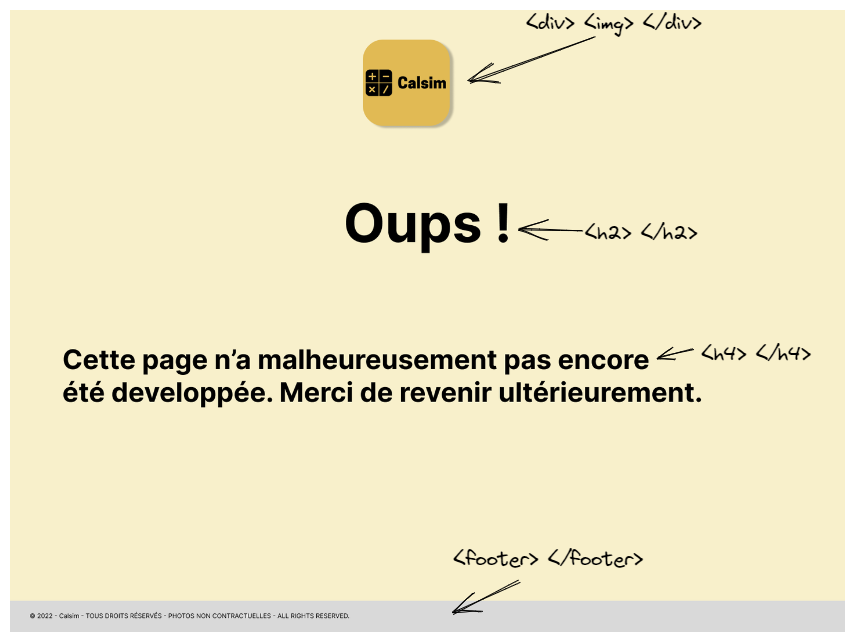 <div> <img> </div>
Calsim
Oups !
<h2> </h2>
Cette page n’a malheureusement pas encore
<h4> </h4>
été developpée. Merci de revenir ultérieurement.
<footer> </footer>
© 2022 - Calsim - TOUS DROITS RÉSERVÉS - PHOTOS NON CONTRACTUELLES - ALL RIGHTS RESERVED.